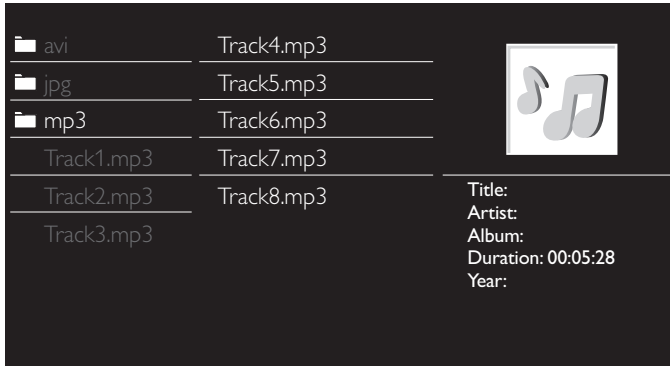 avi
jpg
mp3
Track1.mp3
Track2.mp3
Track3.mp3
Track4.mp3
Track5.mp3
Track6.mp3
Track7.mp3
Track8.mp3
Title:
Artist:
Album:
Duration: 00:05:28
Year: